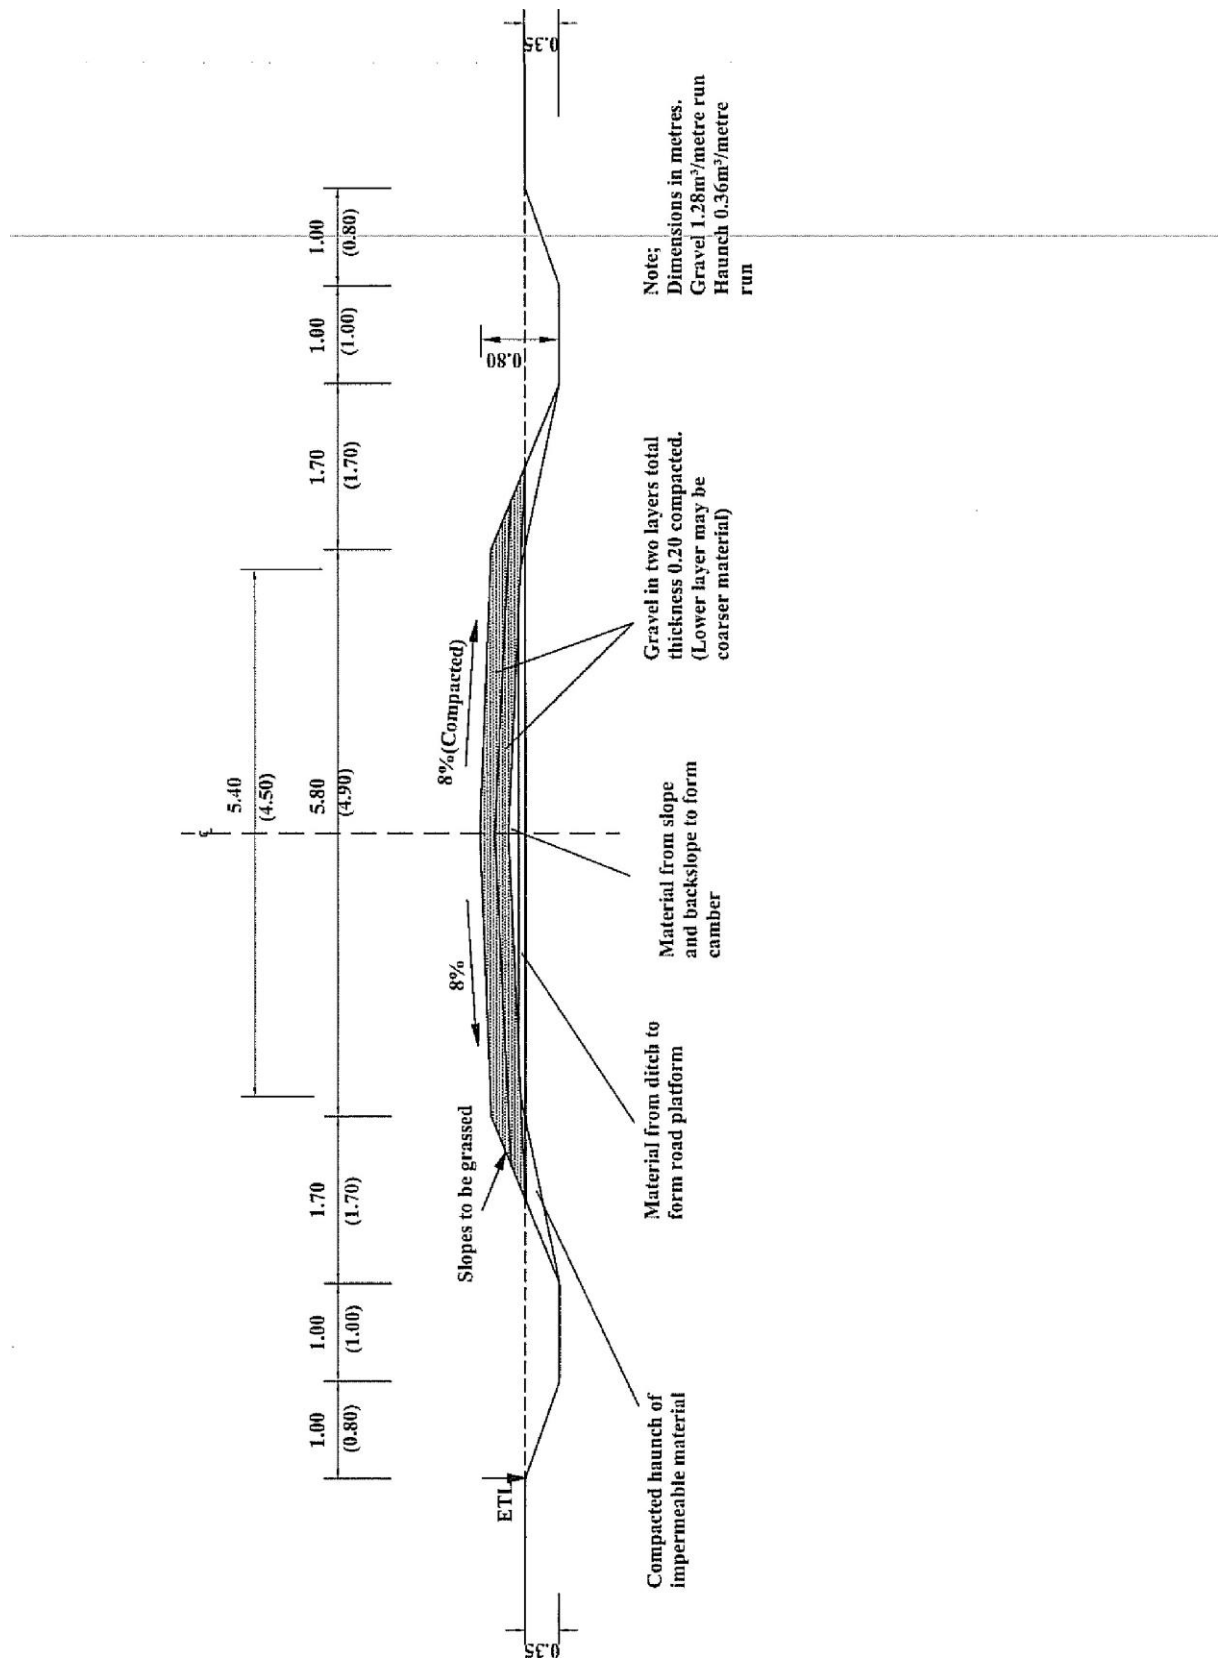 ℄
5.40
(4.50)
1.00
(0.80)
1.00
(1.00)
1.70
(1.70)
5.80
(4.90)
1.70
(1.70)
1.00
(1.00)
1.00
(0.80)
8%
8%(Compacted)
Slopes to be grassed
ETL
0.80
0.35
0.35
Compacted haunch of
impermeable material
Material from ditch to
form road platform
Material from slope
and backslope to form
camber
Gravel in two layers total
thickness 0.20 compacted.
(Lower layer may be
coarser material)
Note;
Dimensions in metres.
Gravel 1.28m³/metre run
Haunch 0.36m³/metre
run